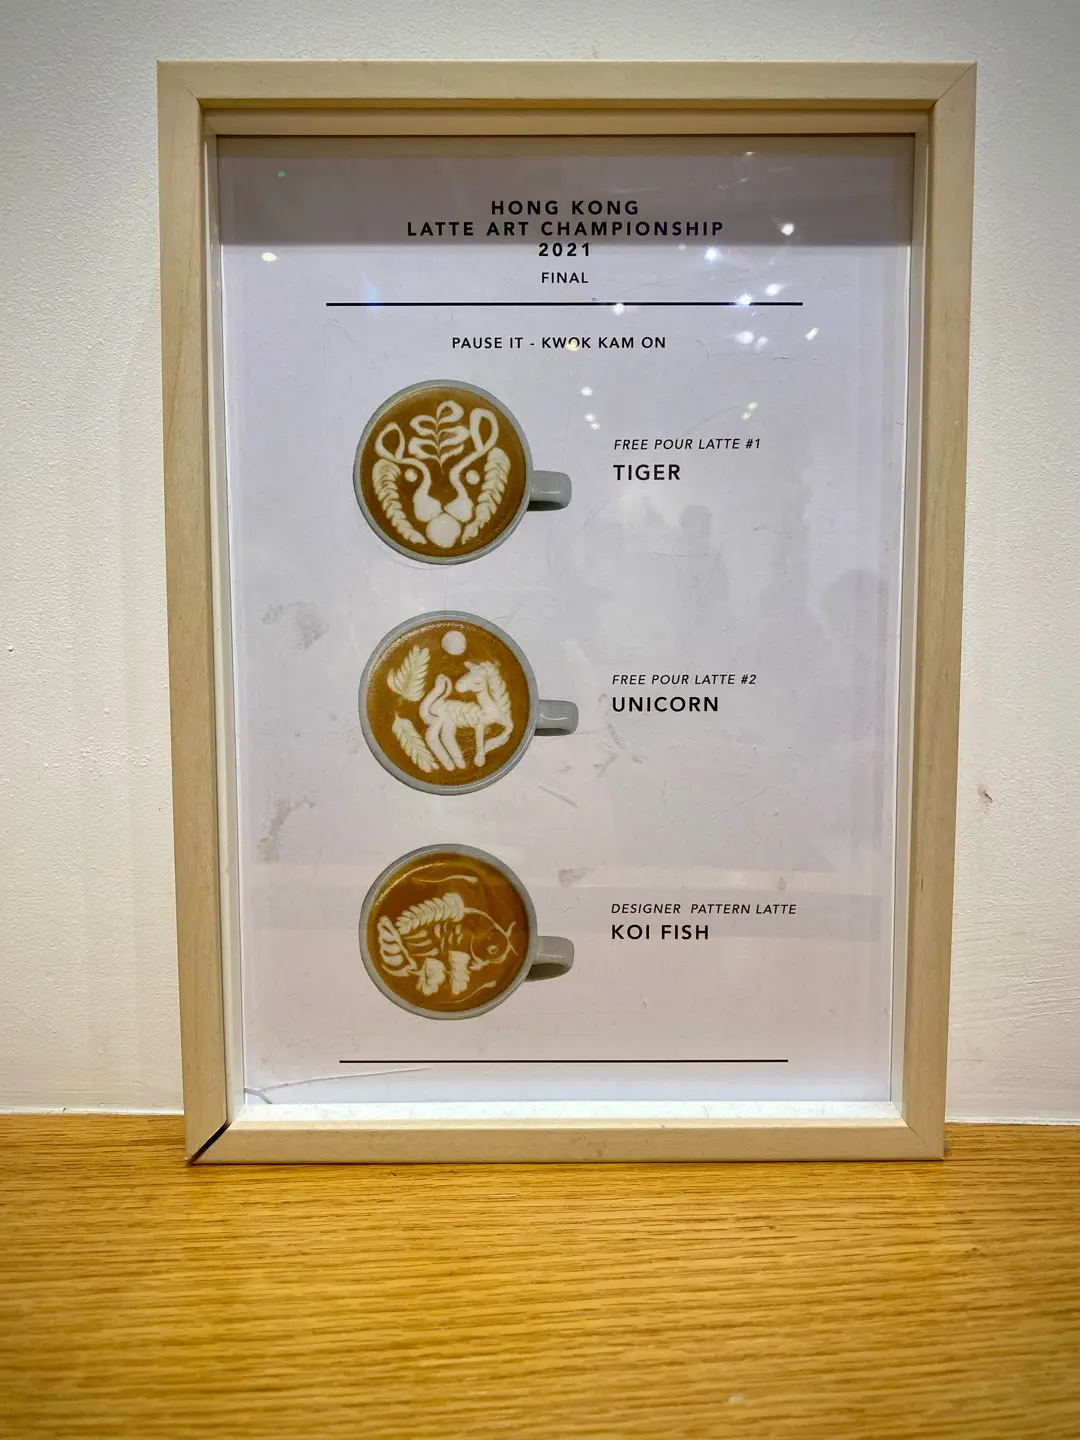 HONG KONG
LATTE ART CHAMPIONSHIP
2021
FINAL
PAUSE IT - KWOK KAM ON
FREE POUR LATTE #1
TIGER
FREE POUR LATTE #2
UNICORN
DESIGNER PATTERN LATTE
KOI FISH